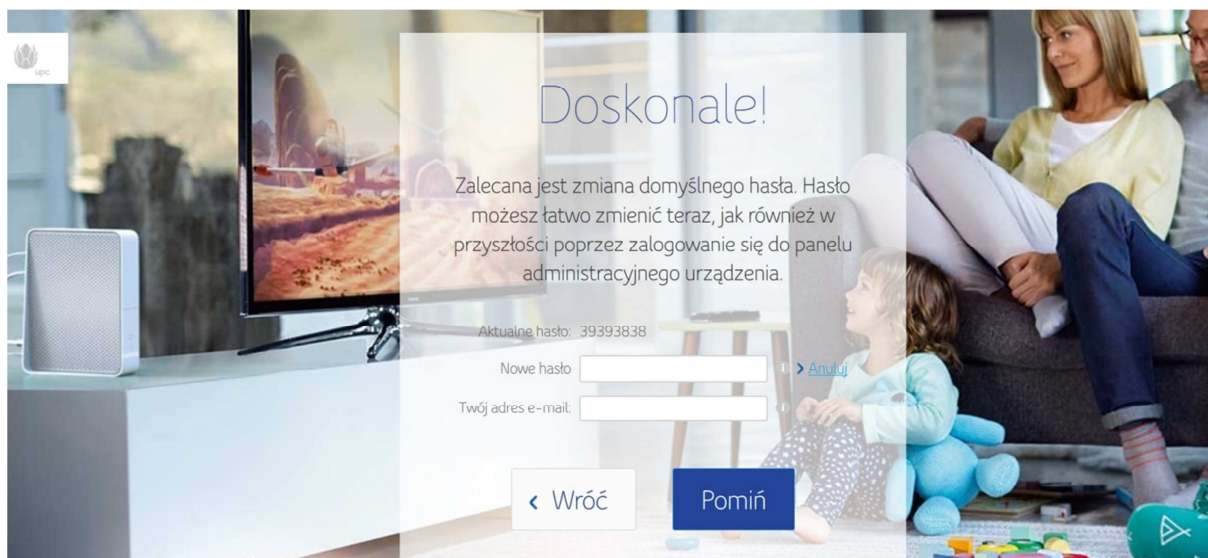 upc
Doskonale!
Zalecana jest zmiana domyślnego hasła. Hasło
możesz łatwo zmienić teraz, jak również w
przyszłości poprzez zalogowanie się do panelu
administracyjnego urządzenia.
Aktualne hasło: 39393838
Nowe hasło > Anuluj
Twój adres e-mail:
‹ Wróć Pomiń